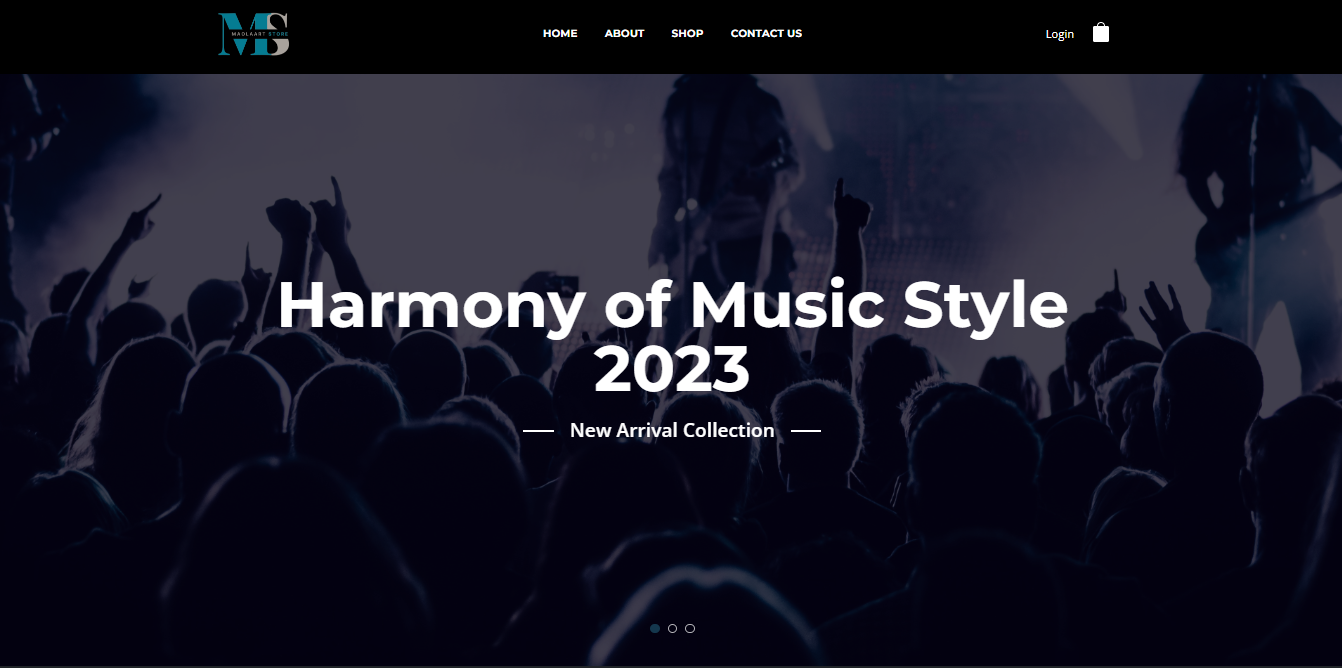 MS
MADLAART STORE
HOME ABOUT SHOP CONTACT US
Login
Harmony of Music Style
2023
New Arrival Collection